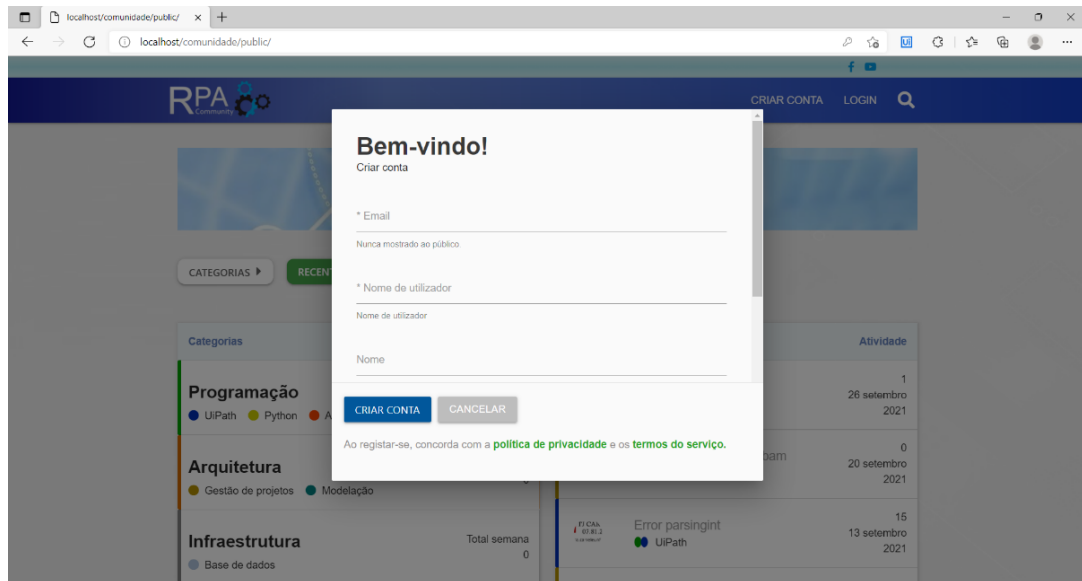 localhost/comunidade/public/
localhost/comunidade/public/
RPA
Community
CRIAR CONTA LOGIN
Bem-vindo!
Criar conta
* Email
Nunca mostrado ao público
* Nome de utilizador
Nome de utilizador
Nome
CRIAR CONTA CANCELAR
Ao registar-se, concorda com a política de privacidade e os termos do serviço.
CATEGORIAS RECEN
Categorias
Programação
UiPath Python A
Arquitetura
0
Gestão de projetos Modelação
Infraestrutura Total semana
0
Base de dados
Atividade
1
26 setembro
2021
bam 0
20 setembro
2021
Error parsingint 15
UiPath 13 setembro
2021